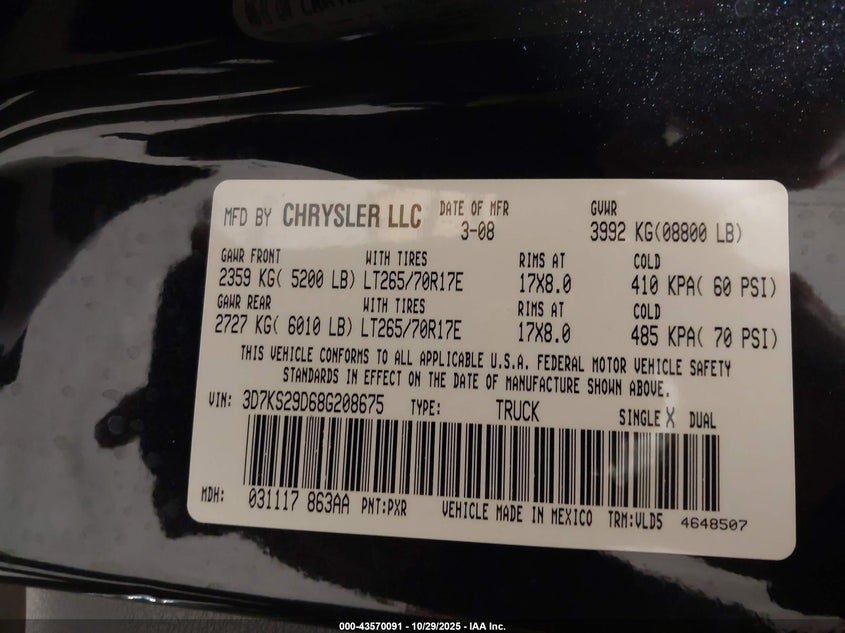 MFD BY CHRYSLER LLC DATE OF MFR 3-08 GVWR 3992 KG(08800 LB)
GAWR FRONT WITH TIRES RIMS AT COLD
2359 KG( 5200 LB) LT265/70R17E 17X8.0 410 KPA( 60 PSI)
GAWR REAR WITH TIRES RIMS AT COLD
2727 KG( 6010 LB) LT265/70R17E 17X8.0 485 KPA( 70 PSI)
THIS VEHICLE CONFORMS TO ALL APPLICABLE U.S.A. FEDERAL MOTOR VEHICLE SAFETY
STANDARDS IN EFFECT ON THE DATE OF MANUFACTURE SHOWN ABOVE.
VIN: 3D7KS29D68G208675 TYPE: TRUCK SINGLE X DUAL
MDH: 031117 863AA PNT:PXR VEHICLE MADE IN MEXICO TRM:VLD5 4648507
000-43570091 - 10/29/2025 - IAA Inc.